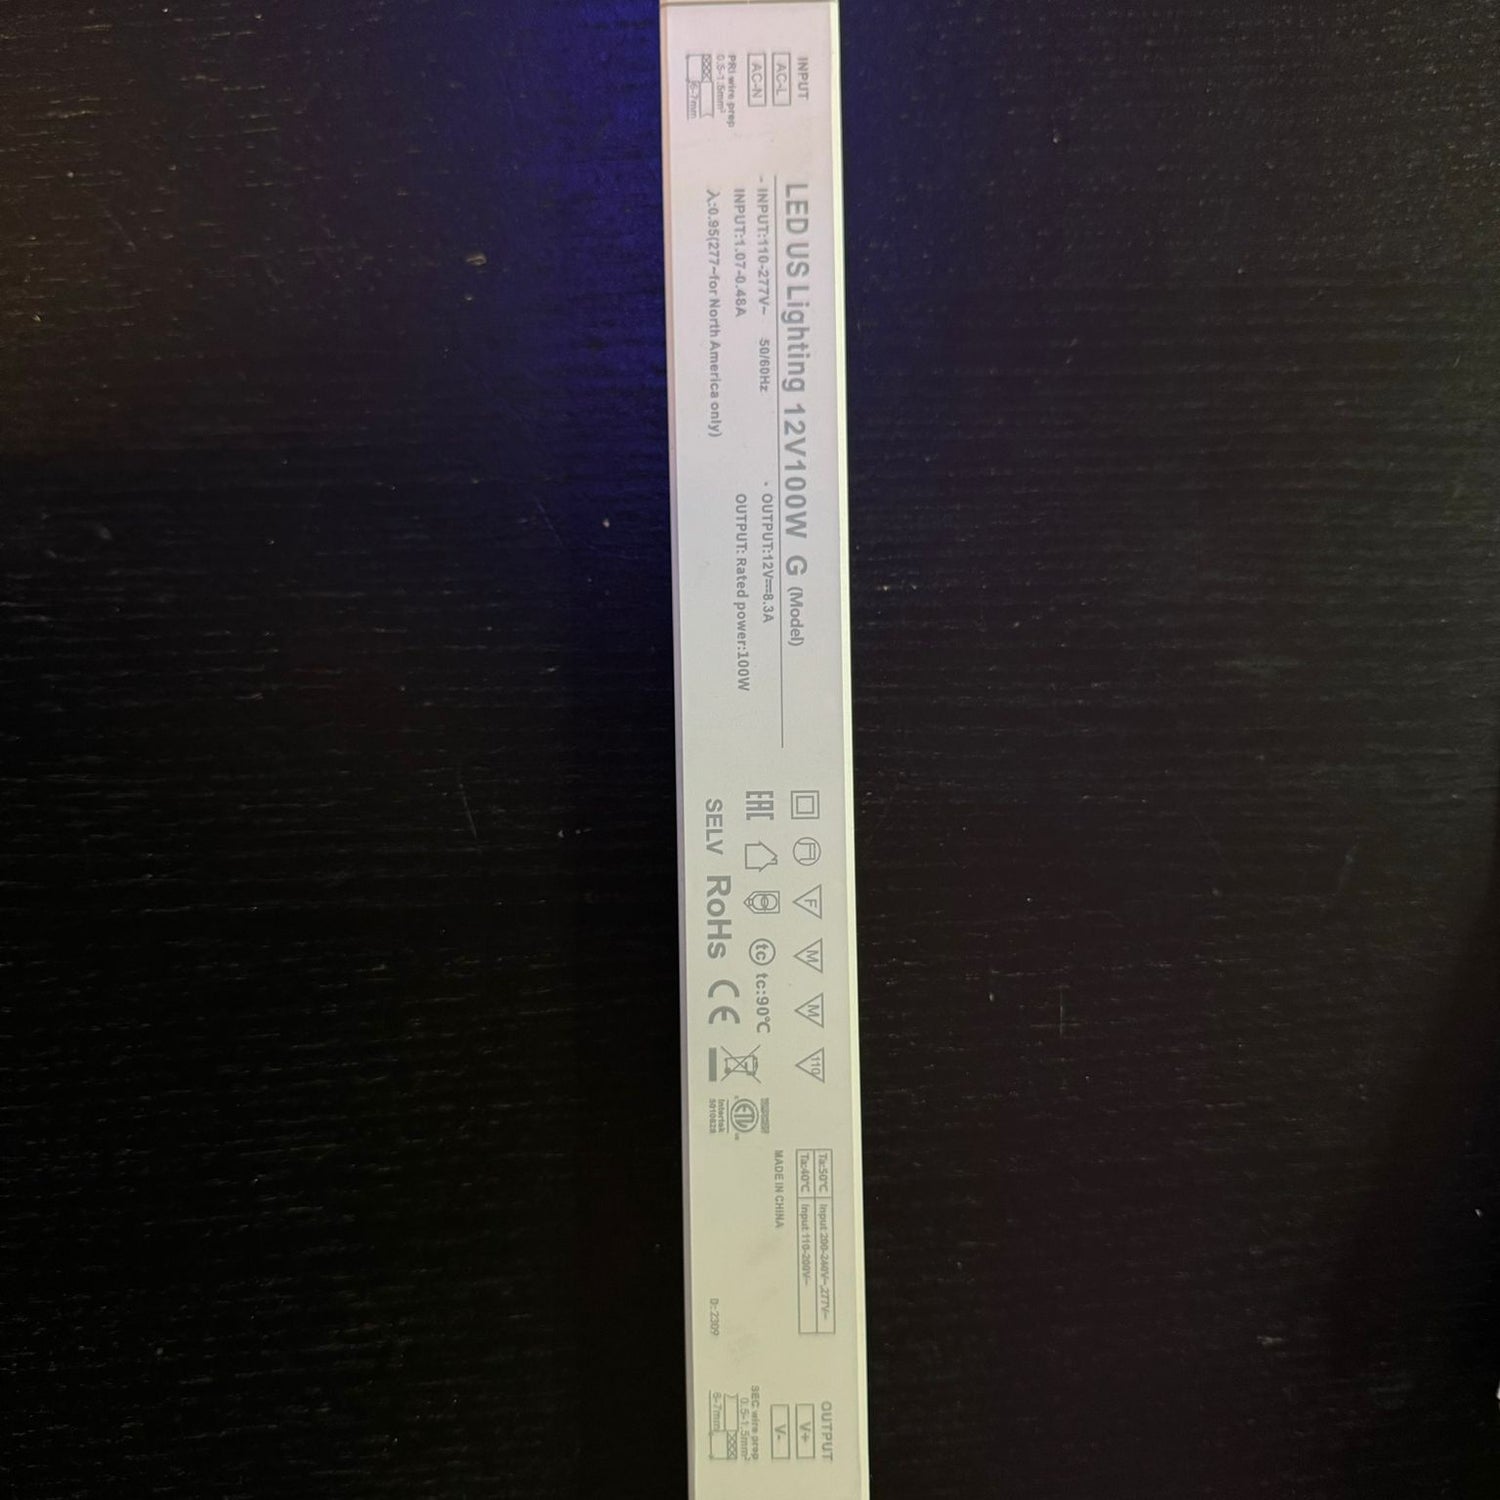 INPUT
AC-L
AC-N
PRI wire prep
0.5-1.5mm²
6-7mm
LED US Lighting 12V100W G (Model)
- INPUT:110-277V~ 50/60Hz
INPUT:1.07-0.48A
λ:0.95(277~for North America only)
. OUTPUT:12V⎓8.3A
OUTPUT: Rated power:100W
F M M 110
EAC tc tc:90℃
SELV RoHS CE
ETL
Intertek
5010828
Ta:50℃ Input 200-240V~,277V~
Ta:40℃ Input 110-200V~
MADE IN CHINA
D:2309
OUTPUT
V+
V-
SEC wire prep
0.5-1.5mm²
6-7mm